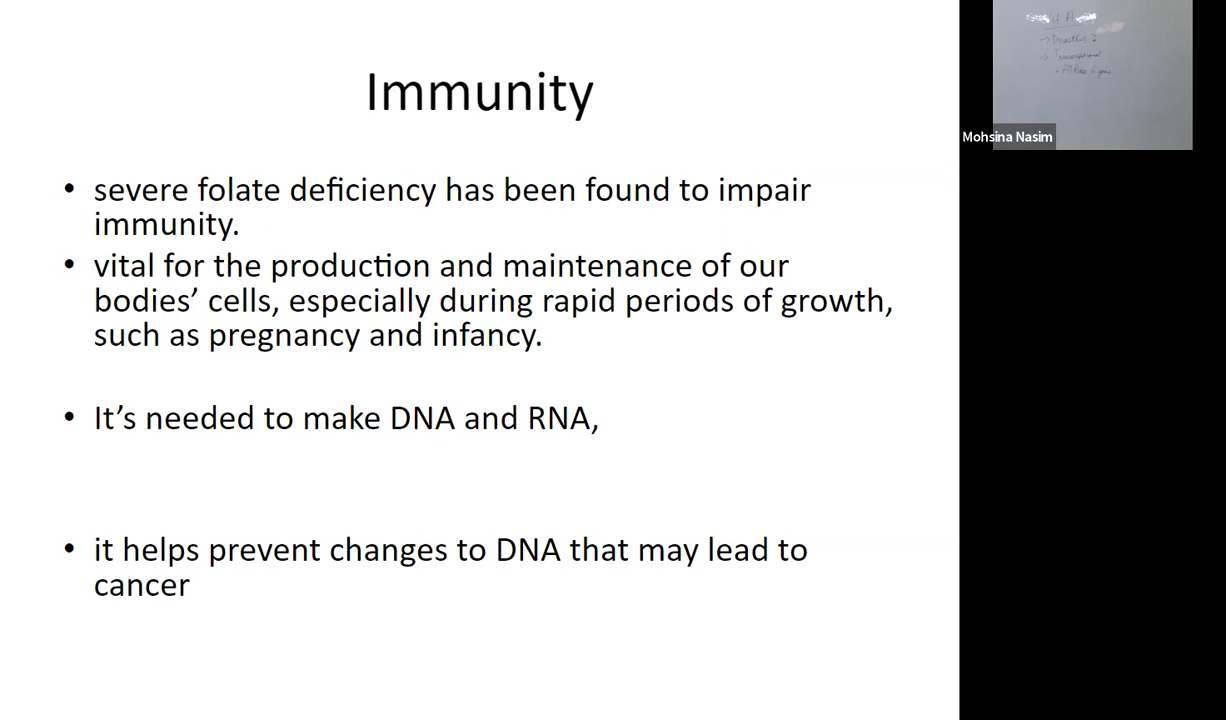 Immunity
• severe folate deficiency has been found to impair
immunity.
• vital for the production and maintenance of our
bodies’ cells, especially during rapid periods of growth,
such as pregnancy and infancy.
• It’s needed to make DNA and RNA,
• it helps prevent changes to DNA that may lead to
cancer
Mohsina Nasim